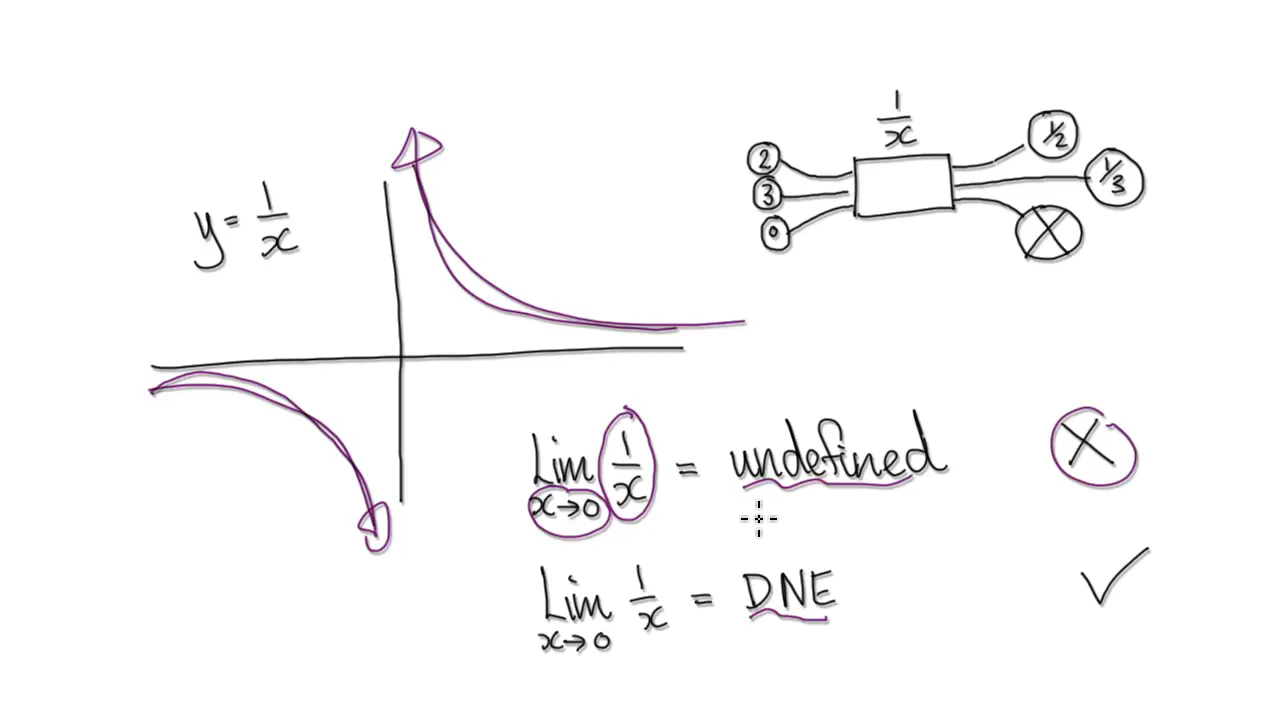 y = 1/x
1/x
2
3
0
1/2
1/3
Lim x→0 1/x = undefined
Lim x→0 1/x = DNE